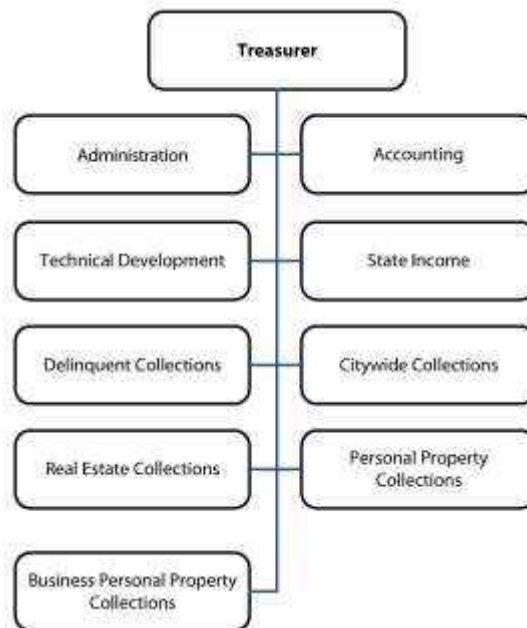 Treasurer
Administration
Accounting
Technical Development
State Income
Delinquent Collections
Citywide Collections
Real Estate Collections
Personal Property
Collections
Business Personal Property
Collections